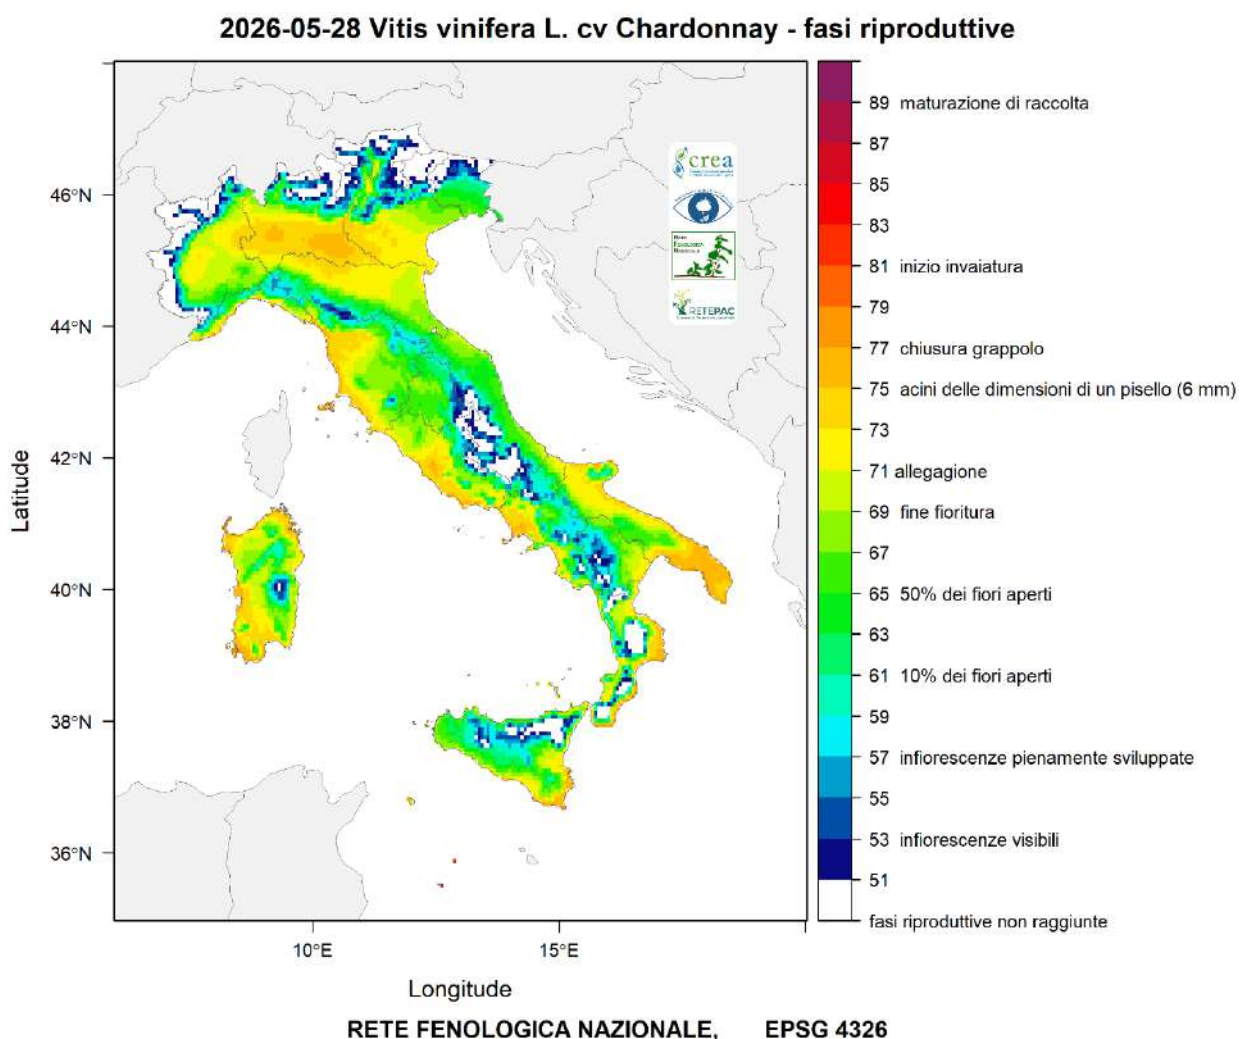 2026-05-28 Vitis vinifera L. cv Chardonnay - fasi riproduttive
89 maturazione di raccolta
87
85
83
81 inizio invaiatura
79
77 chiusura grappolo
75 acini delle dimensioni di un pisello (6 mm)
73
71 allegagione
69 fine fioritura
67
65 50% dei fiori aperti
63
61 10% dei fiori aperti
59
57 infiorescenze pienamente sviluppate
55
53 infiorescenze visibili
51
fasi riproduttive non raggiunte
crea
RETE
FENOLOGICA
NAZIONALE
RETEPAC
Latitude
46°N
44°N
42°N
40°N
38°N
36°N
10°E
15°E
Longitude
RETE FENOLOGICA NAZIONALE, EPSG 4326